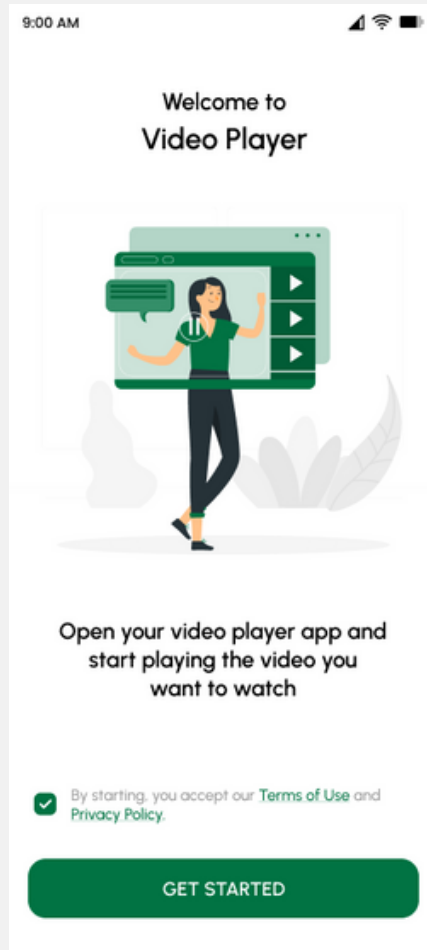 9:00 AM
Welcome to
Video Player
Open your video player app and
start playing the video you
want to watch
By starting, you accept our Terms of Use and
Privacy Policy.
GET STARTED